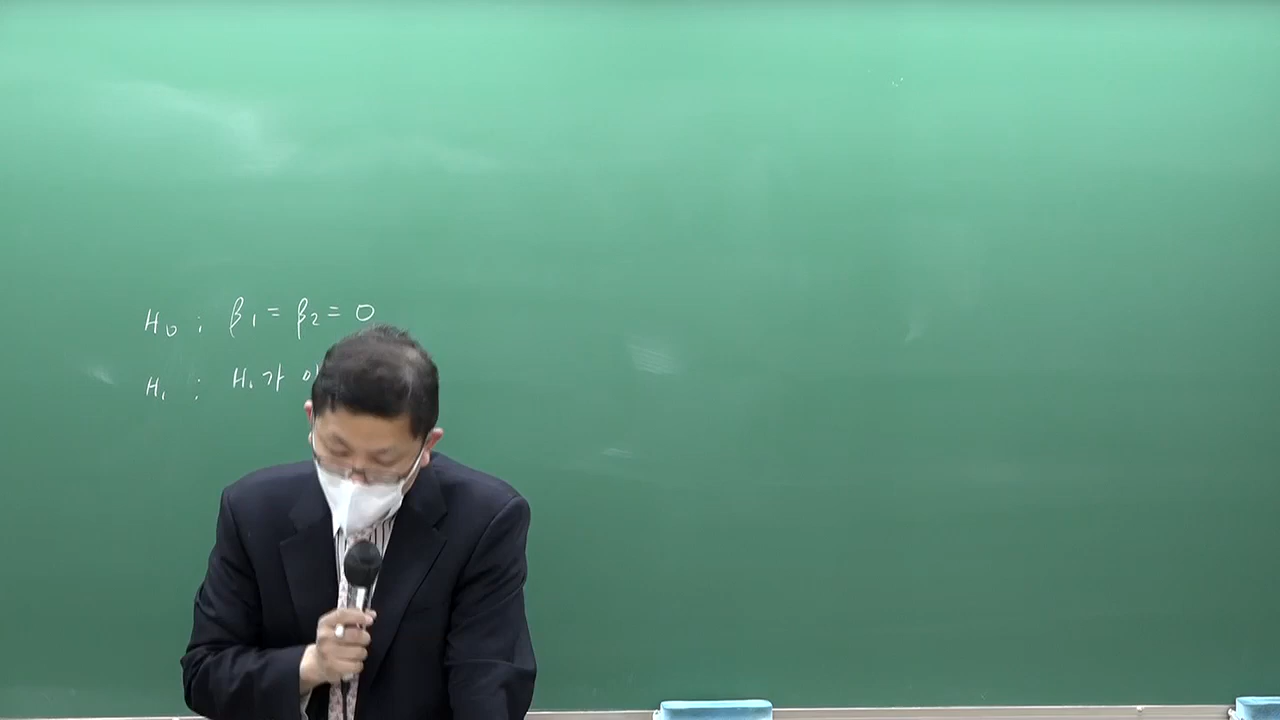 H₀ : β₁ = β₂ = 0
H₁ : H₀가